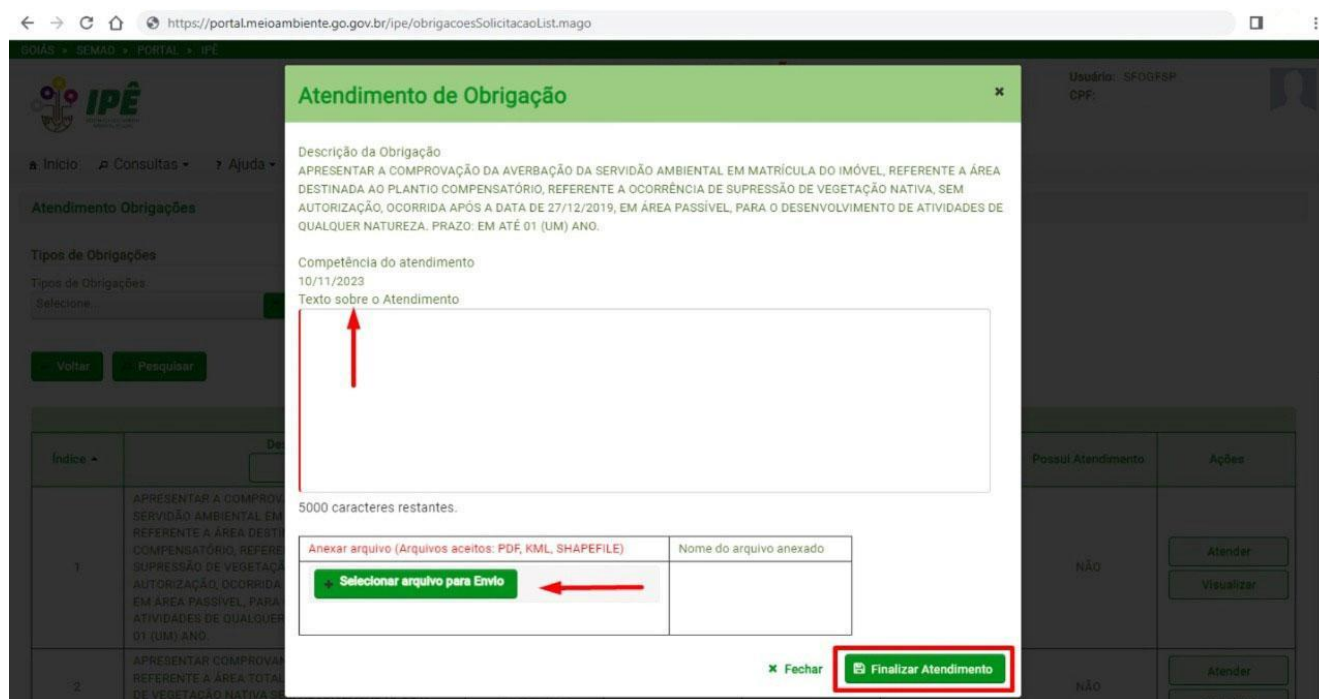 https://portal.meioambiente.go.gov.br/ipe/obrigacoesSolicitacaoList.mago
GOIÁS » SEMAD » PORTAL » IPÊ
IPÊ
Usuário: SFOGFSP
CPF:
Início Consultas ? Ajuda
Atendimento Obrigações
Tipos de Obrigações
Tipos de Obrigações
Selecione...
Voltar Pesquisar
Atendimento de Obrigação ×
Descrição da Obrigação
APRESENTAR A COMPROVAÇÃO DA AVERBAÇÃO DA SERVIDÃO AMBIENTAL EM MATRÍCULA DO IMÓVEL, REFERENTE A ÁREA
DESTINADA AO PLANTIO COMPENSATÓRIO, REFERENTE A OCORRÊNCIA DE SUPRESSÃO DE VEGETAÇÃO NATIVA, SEM
AUTORIZAÇÃO, OCORRIDA APÓS A DATA DE 27/12/2019, EM ÁREA PASSÍVEL, PARA O DESENVOLVIMENTO DE ATIVIDADES DE
QUALQUER NATUREZA. PRAZO: EM ATÉ 01 (UM) ANO.
Competência do atendimento
10/11/2023
Texto sobre o Atendimento
5000 caracteres restantes.
Anexar arquivo (Arquivos aceitos: PDF, KML, SHAPEFILE) Nome do arquivo anexado
+ Selecionar arquivo para Envio
× Fechar Finalizar Atendimento
Índice Des Possui Atendimento Ações
1
APRESENTAR A COMPROV
SERVIDÃO AMBIENTAL EM
REFERENTE A ÁREA DESTI
COMPENSATÓRIO, REFERE
SUPRESSÃO DE VEGETAÇÃ
AUTORIZAÇÃO, OCORRIDA
EM ÁREA PASSÍVEL, PARA
ATIVIDADES DE QUALQUER
01 (UM) ANO.
NÃO
Atender
Visualizar
2
APRESENTAR COMPROVAN
REFERENTE A ÁREA TOTAL
DE VEGETAÇÃO NATIVA SE
NÃO
Atender